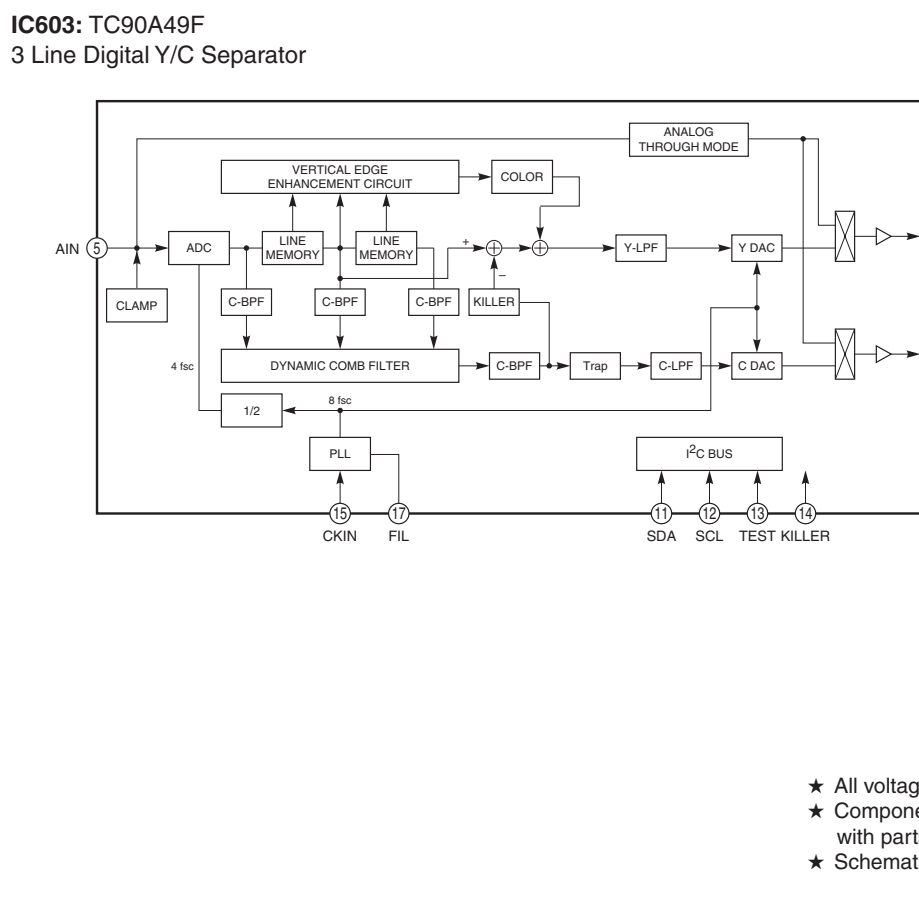 IC603: TC90A49F
3 Line Digital Y/C Separator
ANALOG
THROUGH MODE
VERTICAL EDGE
ENHANCEMENT CIRCUIT
COLOR
AIN
5
ADC
LINE
MEMORY
LINE
MEMORY
+
Y-LPF
Y DAC
−
CLAMP
C-BPF
C-BPF
C-BPF
KILLER
4 fsc
DYNAMIC COMB FILTER
C-BPF
Trap
C-LPF
C DAC
1/2
8 fsc
PLL
I2C BUS
15
17
11
12
13
14
CKIN
FIL
SDA
SCL
TEST
KILLER
★ All voltag
★ Compone
with parts
★ Schemat